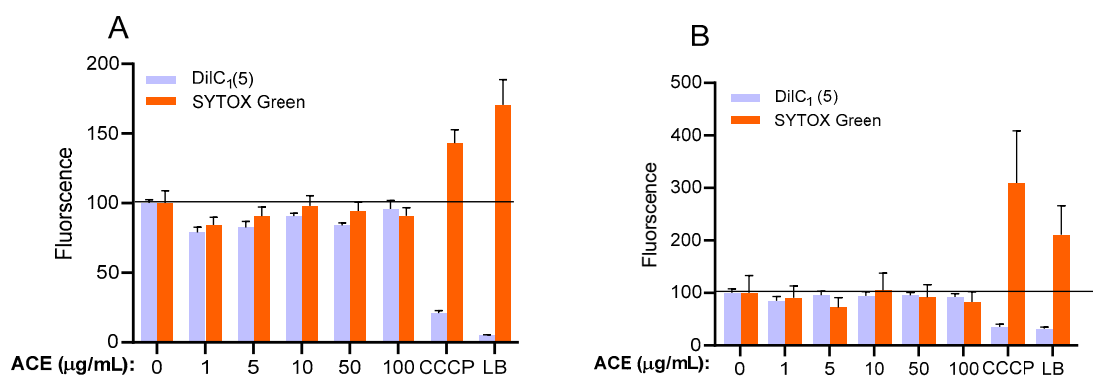 A
200
150
100
50
0
Fluorescence
DilC₁(5)
SYTOX Green
ACE (μg/mL): 0 1 5 10 50 100 CCCP LB
B
500
400
300
200
100
0
Fluorescence
DilC₁ (5)
SYTOX Green
ACE (μg/mL): 0 1 5 10 50 100 CCCP LB